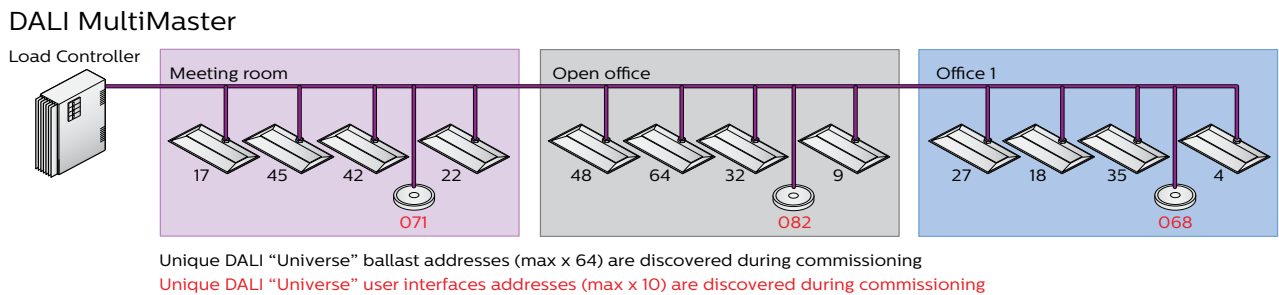 DALI MultiMaster
Load Controller
Meeting room
Open office
Office 1
17 45 42 22 48 64 32 9 27 18 35 4
071 082 068
Unique DALI “Universe” ballast addresses (max x 64) are discovered during commissioning
Unique DALI “Universe” user interfaces addresses (max x 10) are discovered during commissioning